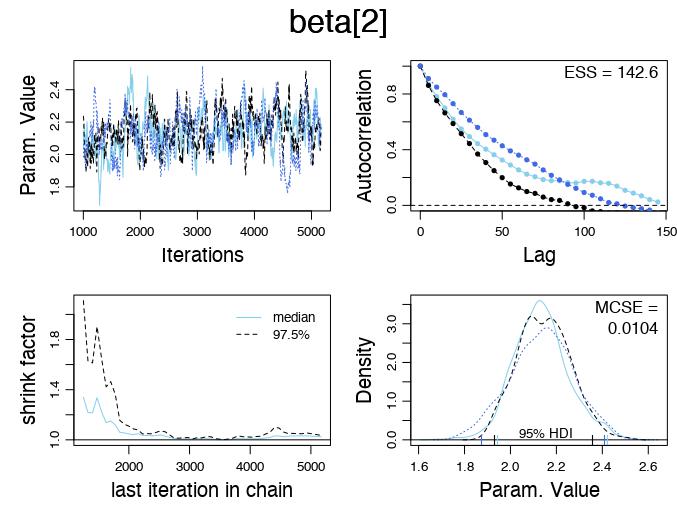 beta[2]
Param. Value
1.8 2.0 2.2 2.4
1000 2000 3000 4000 5000
Iterations
Autocorrelation
0.0 0.4 0.8
ESS = 142.6
0 50 100 150
Lag
shrink factor
1.0 1.4 1.8
median
97.5%
2000 3000 4000 5000
last iteration in chain
Density
0.0 1.0 2.0 3.0
MCSE =
0.0104
95% HDI
1.6 1.8 2.0 2.2 2.4 2.6
Param. Value